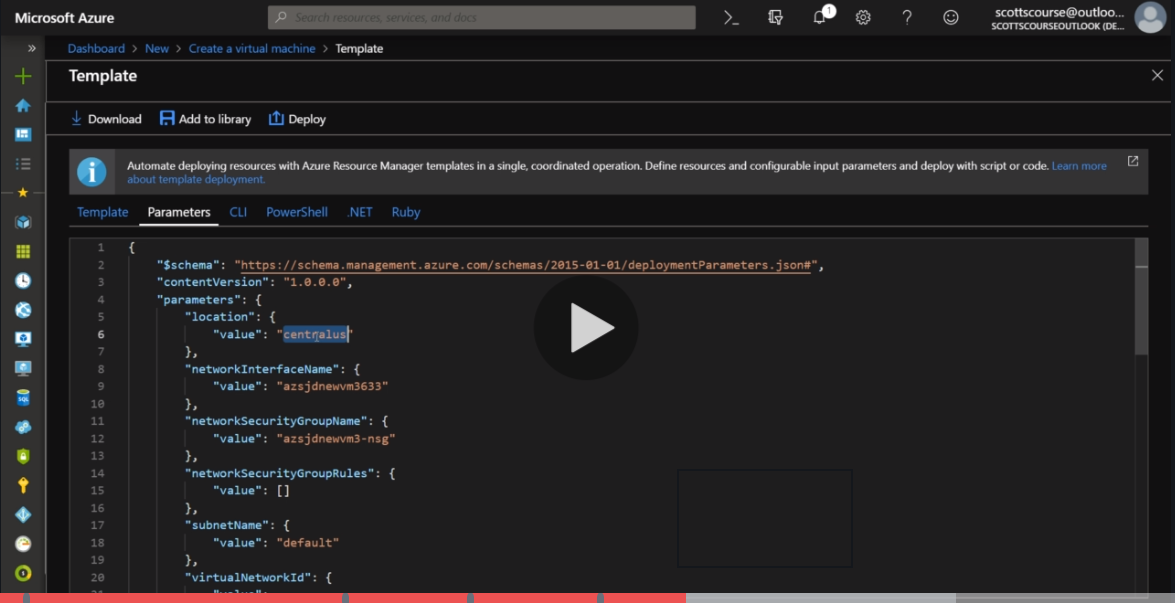 Microsoft Azure
Search resources, services, and docs
1
scottscourse@outloo...
SCOTTSCOURSEOUTLOOK (DE...
Dashboard > New > Create a virtual machine > Template
Template
Download
Add to library
Deploy
Automate deploying resources with Azure Resource Manager templates in a single, coordinated operation. Define resources and configurable input parameters and deploy with script or code. Learn more
about template deployment.
Template Parameters CLI PowerShell .NET Ruby
1 {
2 "$schema": "https://schema.management.azure.com/schemas/2015-01-01/deploymentParameters.json#",
3 "contentVersion": "1.0.0.0",
4 "parameters": {
5 "location": {
6 "value": "centralus"
7 },
8 "networkInterfaceName": {
9 "value": "azsjdnewvm3633"
10 },
11 "networkSecurityGroupName": {
12 "value": "azsjdnewvm3-nsg"
13 },
14 "networkSecurityGroupRules": {
15 "value": []
16 },
17 "subnetName": {
18 "value": "default"
19 },
20 "virtualNetworkId": {